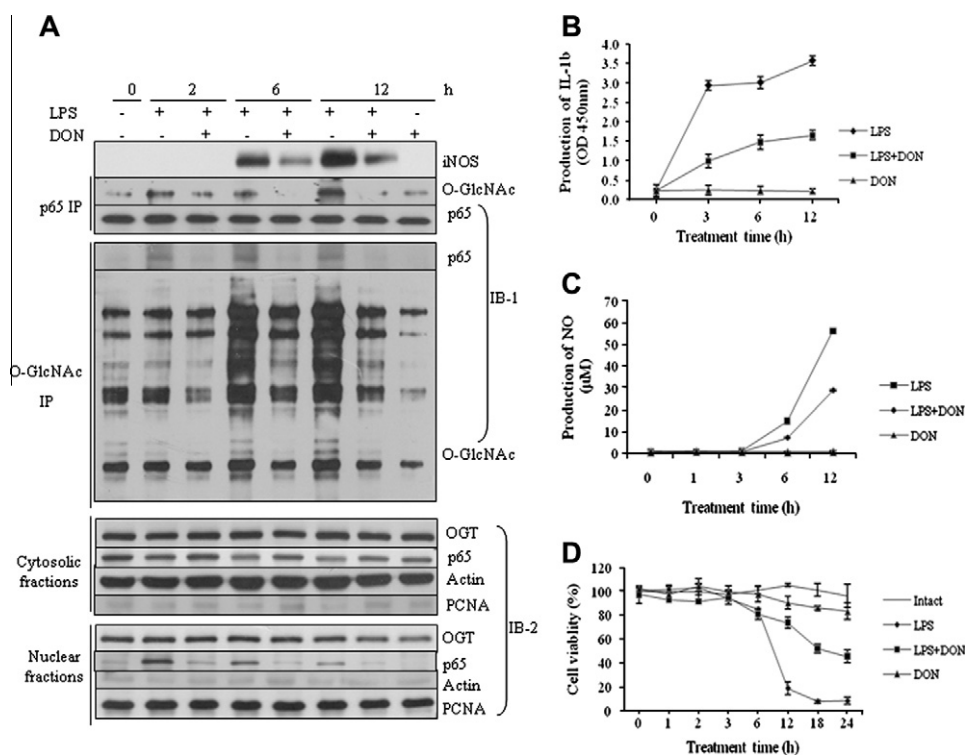 A
0 2 6 12 h
LPS - + + + + + + -
DON - - + - + - + +
iNOS
p65 IP
O-GlcNAc
p65
p65
IB-1
O-GlcNAc
IP
O-GlcNAc
Cytosolic
fractions
OGT
p65
Actin
PCNA
IB-2
Nuclear
fractions
OGT
p65
Actin
PCNA
B
Production of IL-1b
(OD 450nm)
4.0
3.5
3.0
2.5
2.0
1.5
1.0
0.5
0.0
0 3 6 12
Treatment time (h)
LPS
LPS+DON
DON
C
Production of NO
(µM)
70
60
50
40
30
20
10
0
0 1 3 6 12
Treatment time (h)
LPS
LPS+DON
DON
D
Cell viability (%)
120
100
80
60
40
20
0
0 1 2 3 6 12 18 24
Treatment time (h)
Intact
LPS
LPS+DON
DON